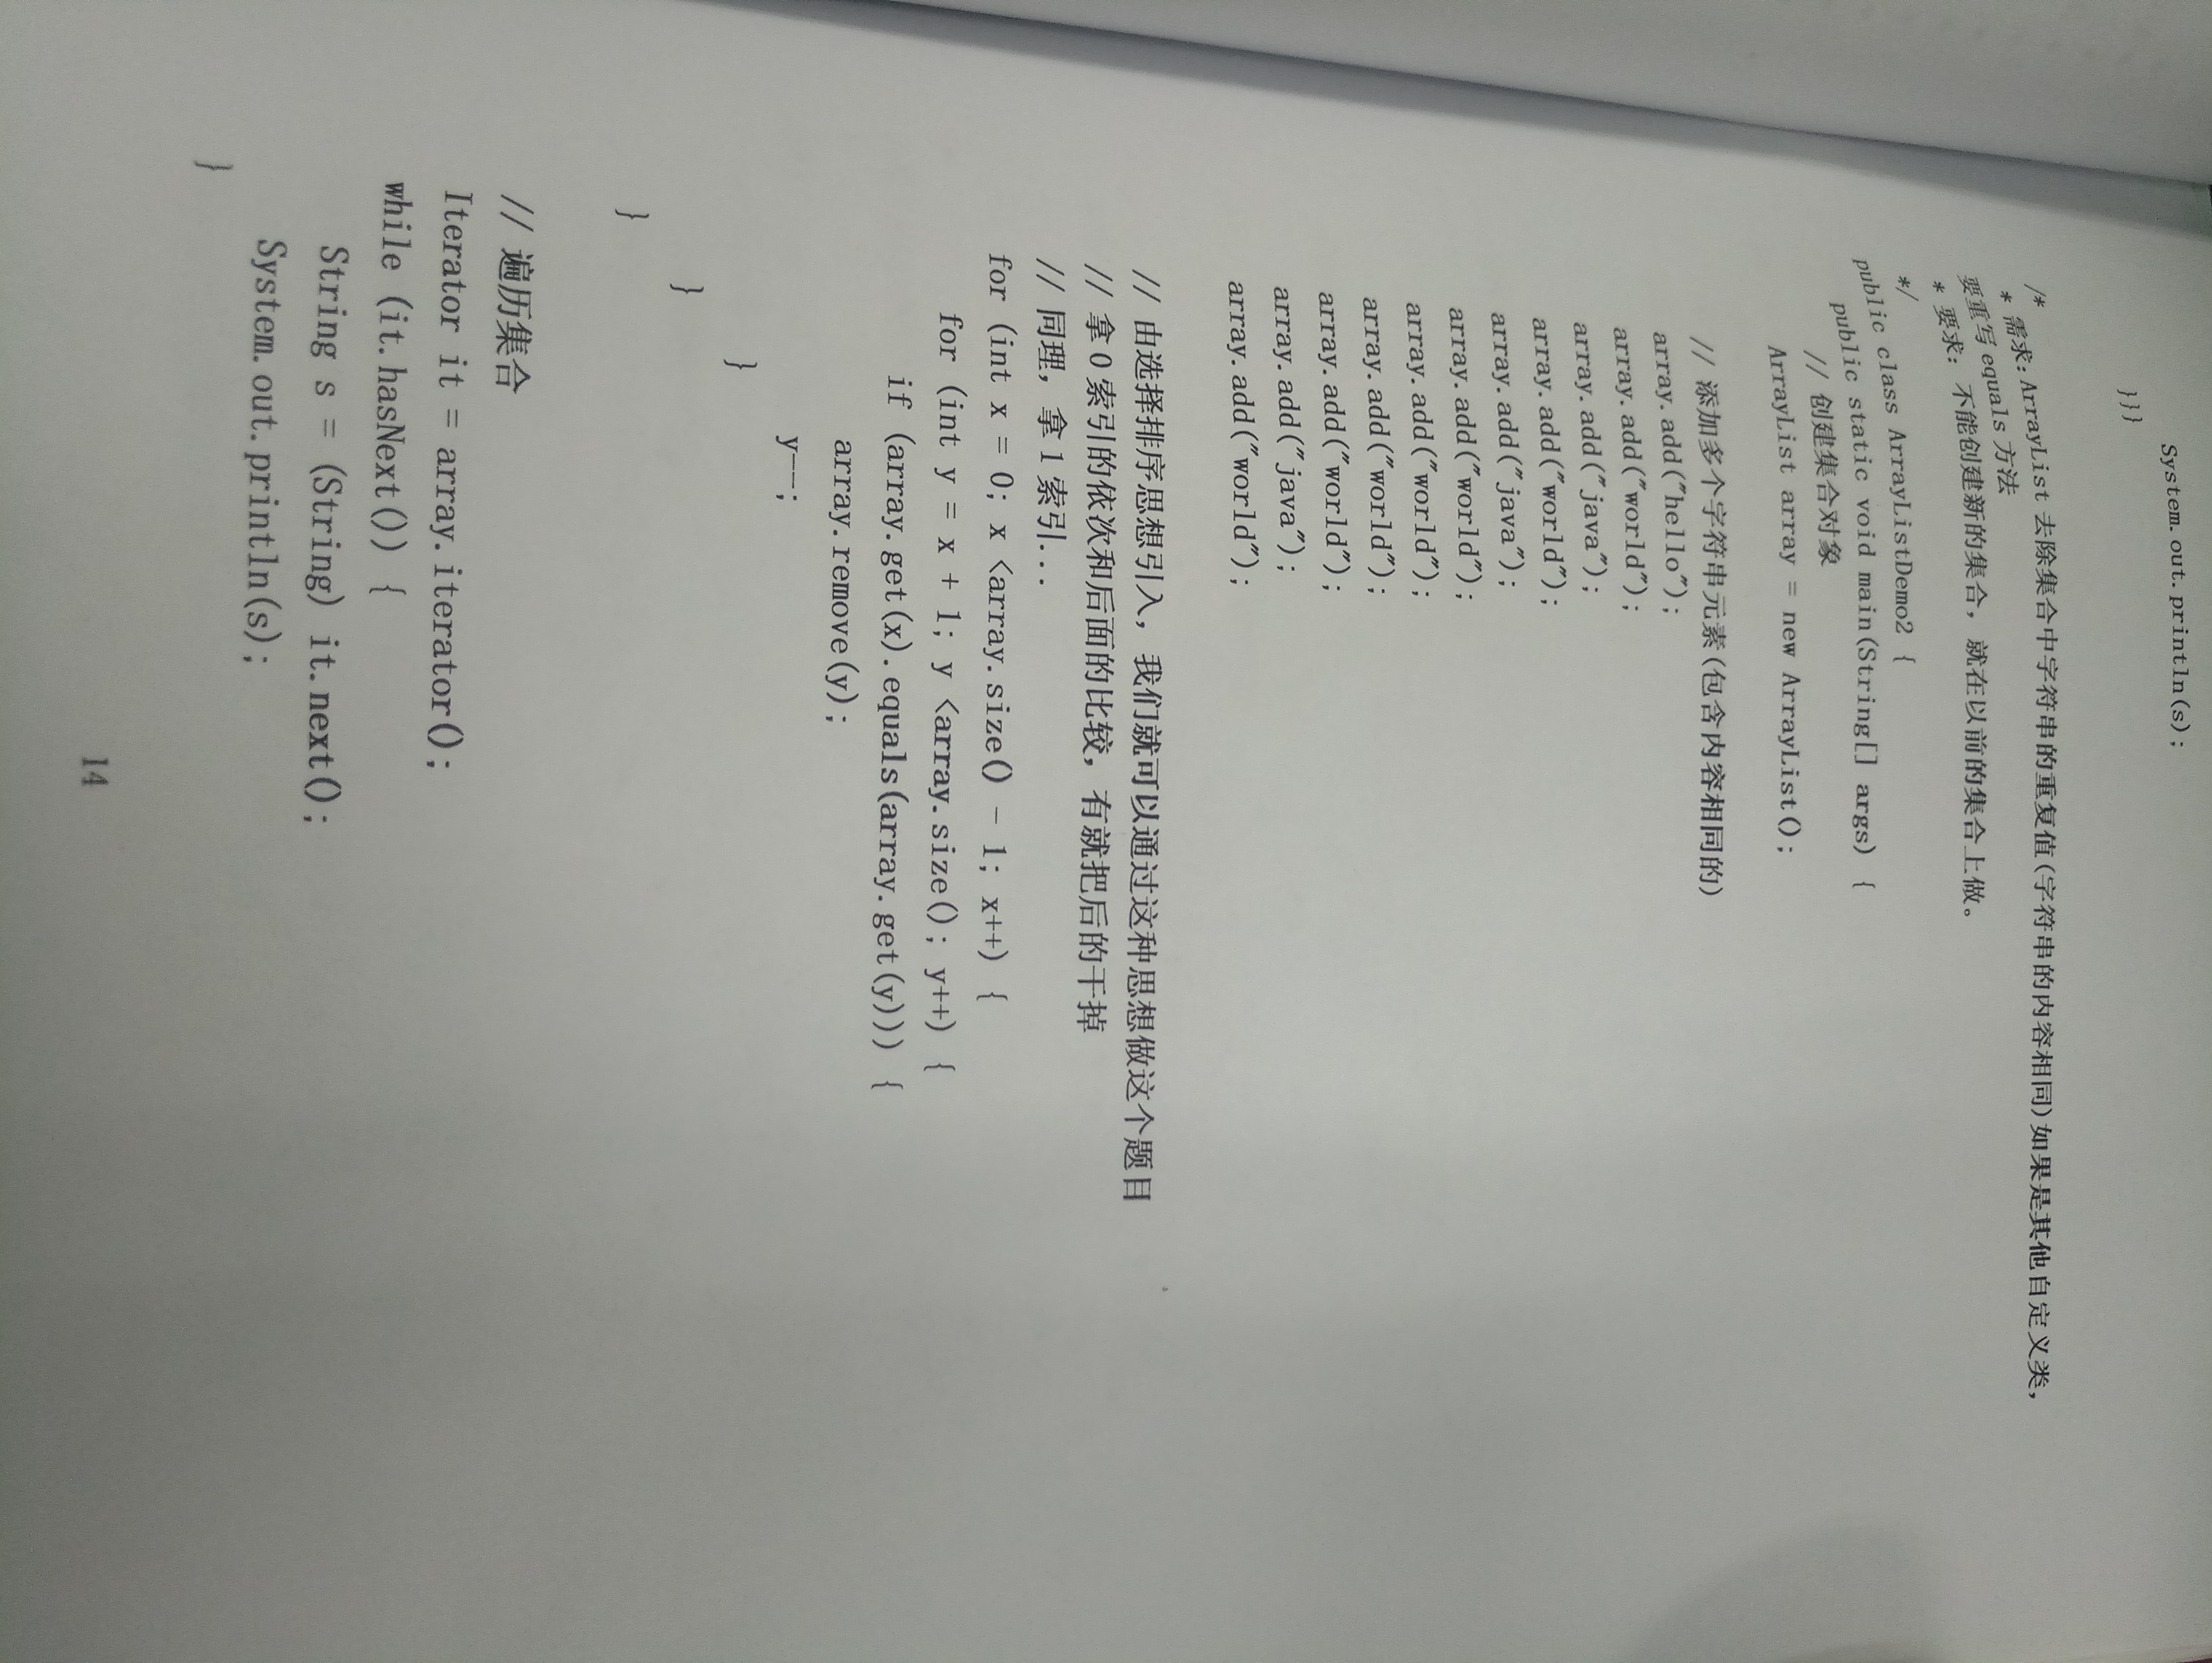 System.out.println(s);
}}}
/*
* 需求:ArrayList 去除集合中字符串的重复值(字符串的内容相同)如果是其他自定义类,
要重写 equals 方法
* 要求: 不能创建新的集合, 就在以前的集合上做。
*/
public class ArrayListDemo2 {
public static void main(String[] args) {
// 创建集合对象
ArrayList array = new ArrayList();
// 添加多个字符串元素(包含内容相同的)
array.add("hello");
array.add("world");
array.add("java");
array.add("world");
array.add("java");
array.add("world");
array.add("world");
array.add("world");
array.add("world");
array.add("java");
array.add("world");
// 由选择排序思想引入, 我们就可以通过这种思想做这个题目
// 拿 0 索引的依次和后面的比较, 有就把后的干掉
// 同理, 拿 1 索引...
for (int x = 0; x <array.size() - 1; x++) {
for (int y = x + 1; y <array.size(); y++) {
if (array.get(x).equals(array.get(y))) {
array.remove(y);
y--;
}
}
}
// 遍历集合
Iterator it = array.iterator();
while (it.hasNext()) {
String s = (String) it.next();
System.out.println(s);
}
14